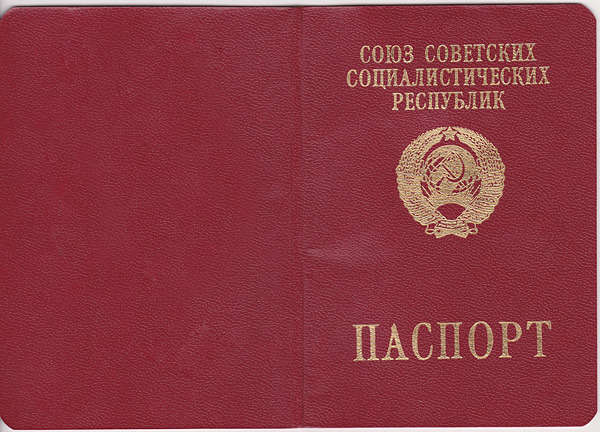 СОЮЗ СОВЕТСКИХ
СОЦИАЛИСТИЧЕСКИХ
РЕСПУБЛИК
ПАСПОРТ